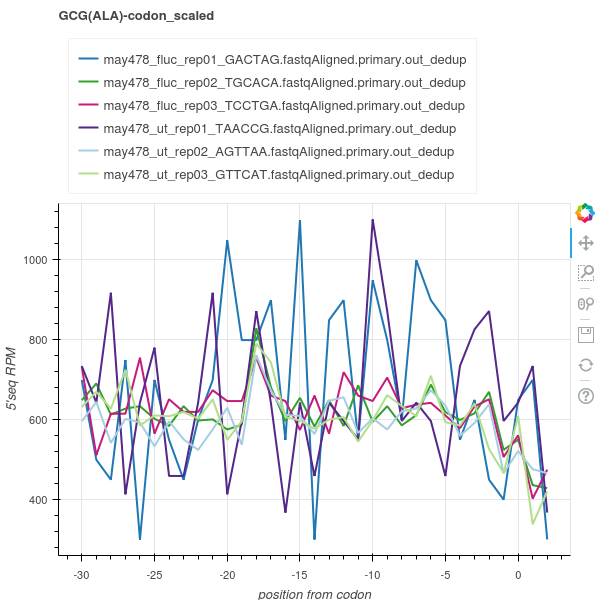 GCG(ALA)-codon_scaled
may478_fluc_rep01_GACTAG.fastqAligned.primary.out_dedup
may478_fluc_rep02_TGCACA.fastqAligned.primary.out_dedup
may478_fluc_rep03_TCCTGA.fastqAligned.primary.out_dedup
may478_ut_rep01_TAACCG.fastqAligned.primary.out_dedup
may478_ut_rep02_AGTTAA.fastqAligned.primary.out_dedup
may478_ut_rep03_GTTCAT.fastqAligned.primary.out_dedup
1000
800
600
400
5'seq RPM
-30 -25 -20 -15 -10 -5 0
position from codon